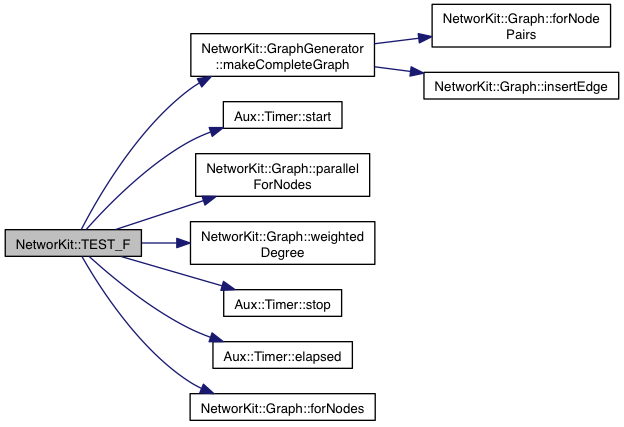 NetworKit::Graph::forNode
Pairs
NetworKit::GraphGenerator
::makeCompleteGraph
NetworKit::Graph::insertEdge
Aux::Timer::start
NetworKit::Graph::parallel
ForNodes
NetworKit::TEST_F
NetworKit::Graph::weighted
Degree
Aux::Timer::stop
Aux::Timer::elapsed
NetworKit::Graph::forNodes